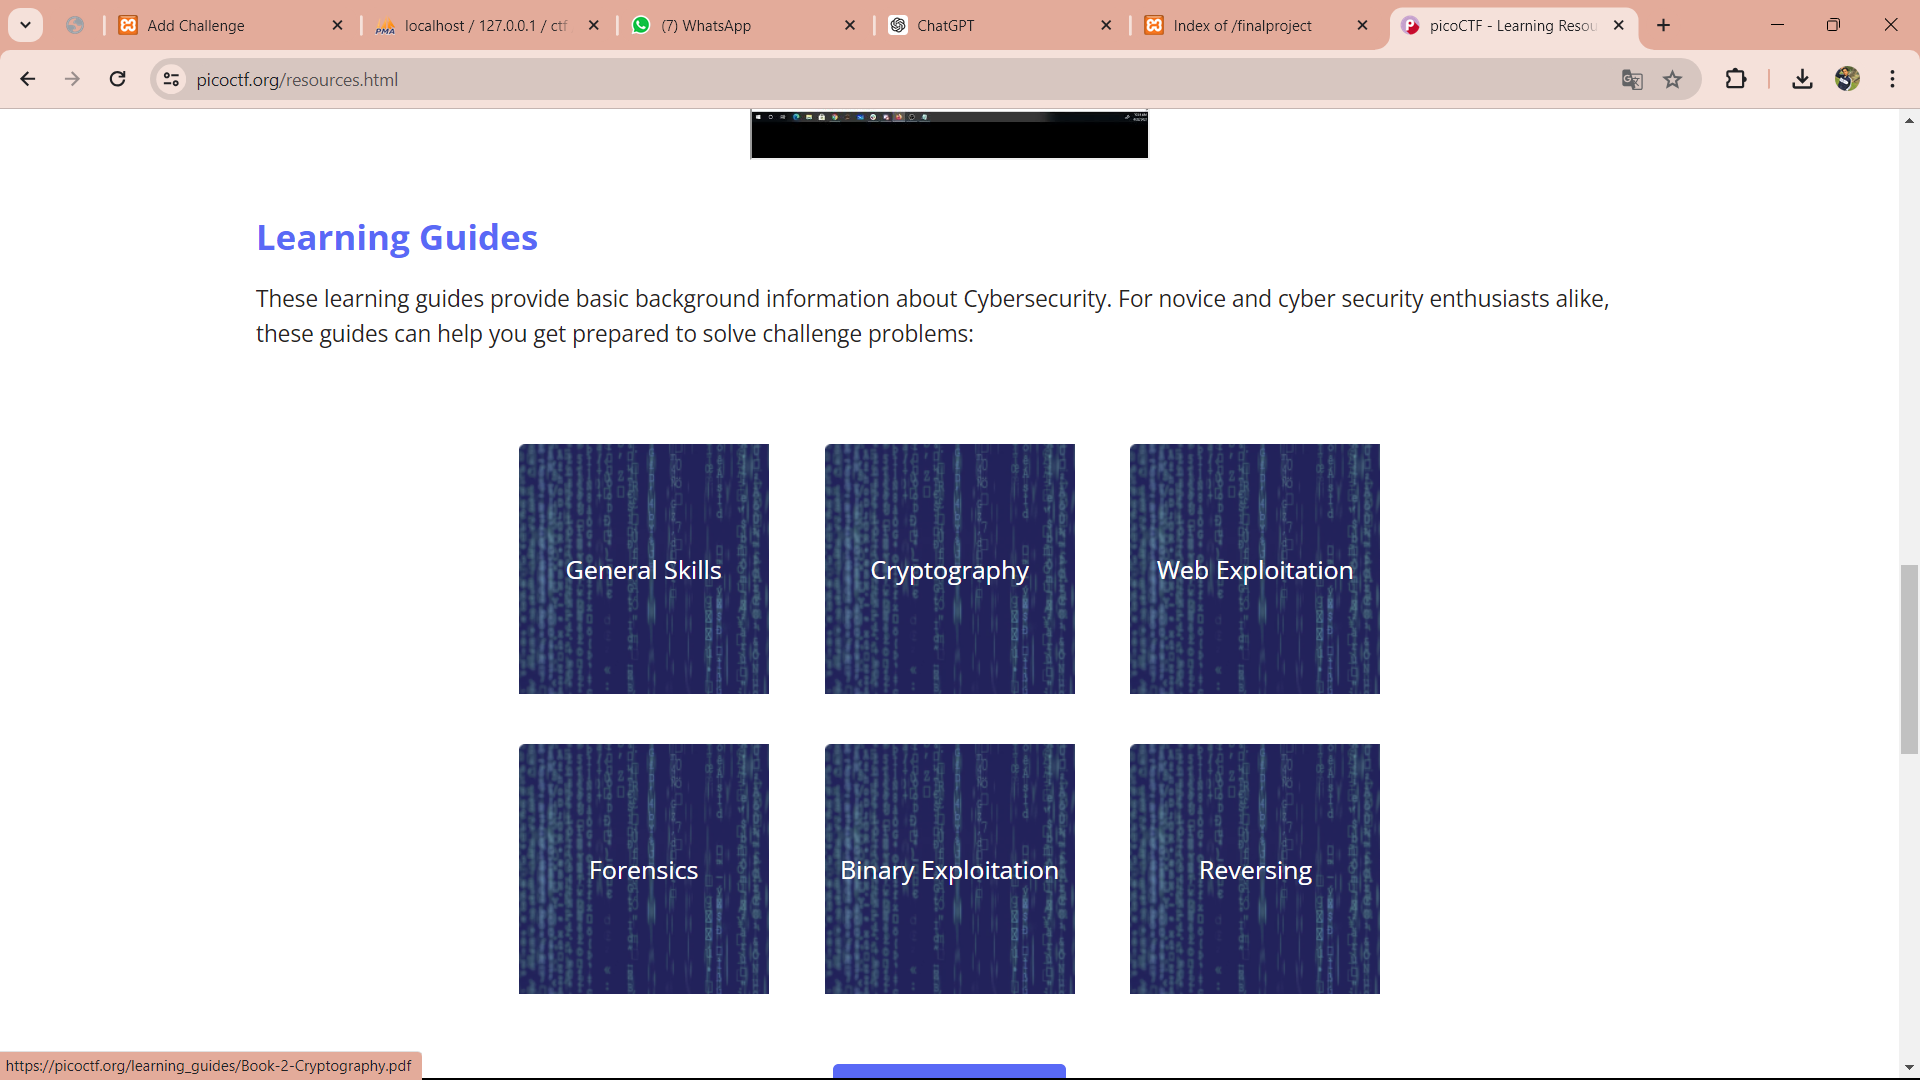 Add Challenge
localhost / 127.0.0.1 / ctf
(7) WhatsApp
ChatGPT
Index of /finalproject
picoCTF - Learning Resou
picoctf.org/resources.html
Learning Guides
These learning guides provide basic background information about Cybersecurity. For novice and cyber security enthusiasts alike,
these guides can help you get prepared to solve challenge problems:
General Skills
Cryptography
Web Exploitation
Forensics
Binary Exploitation
Reversing
https://picoctf.org/learning_guides/Book-2-Cryptography.pdf